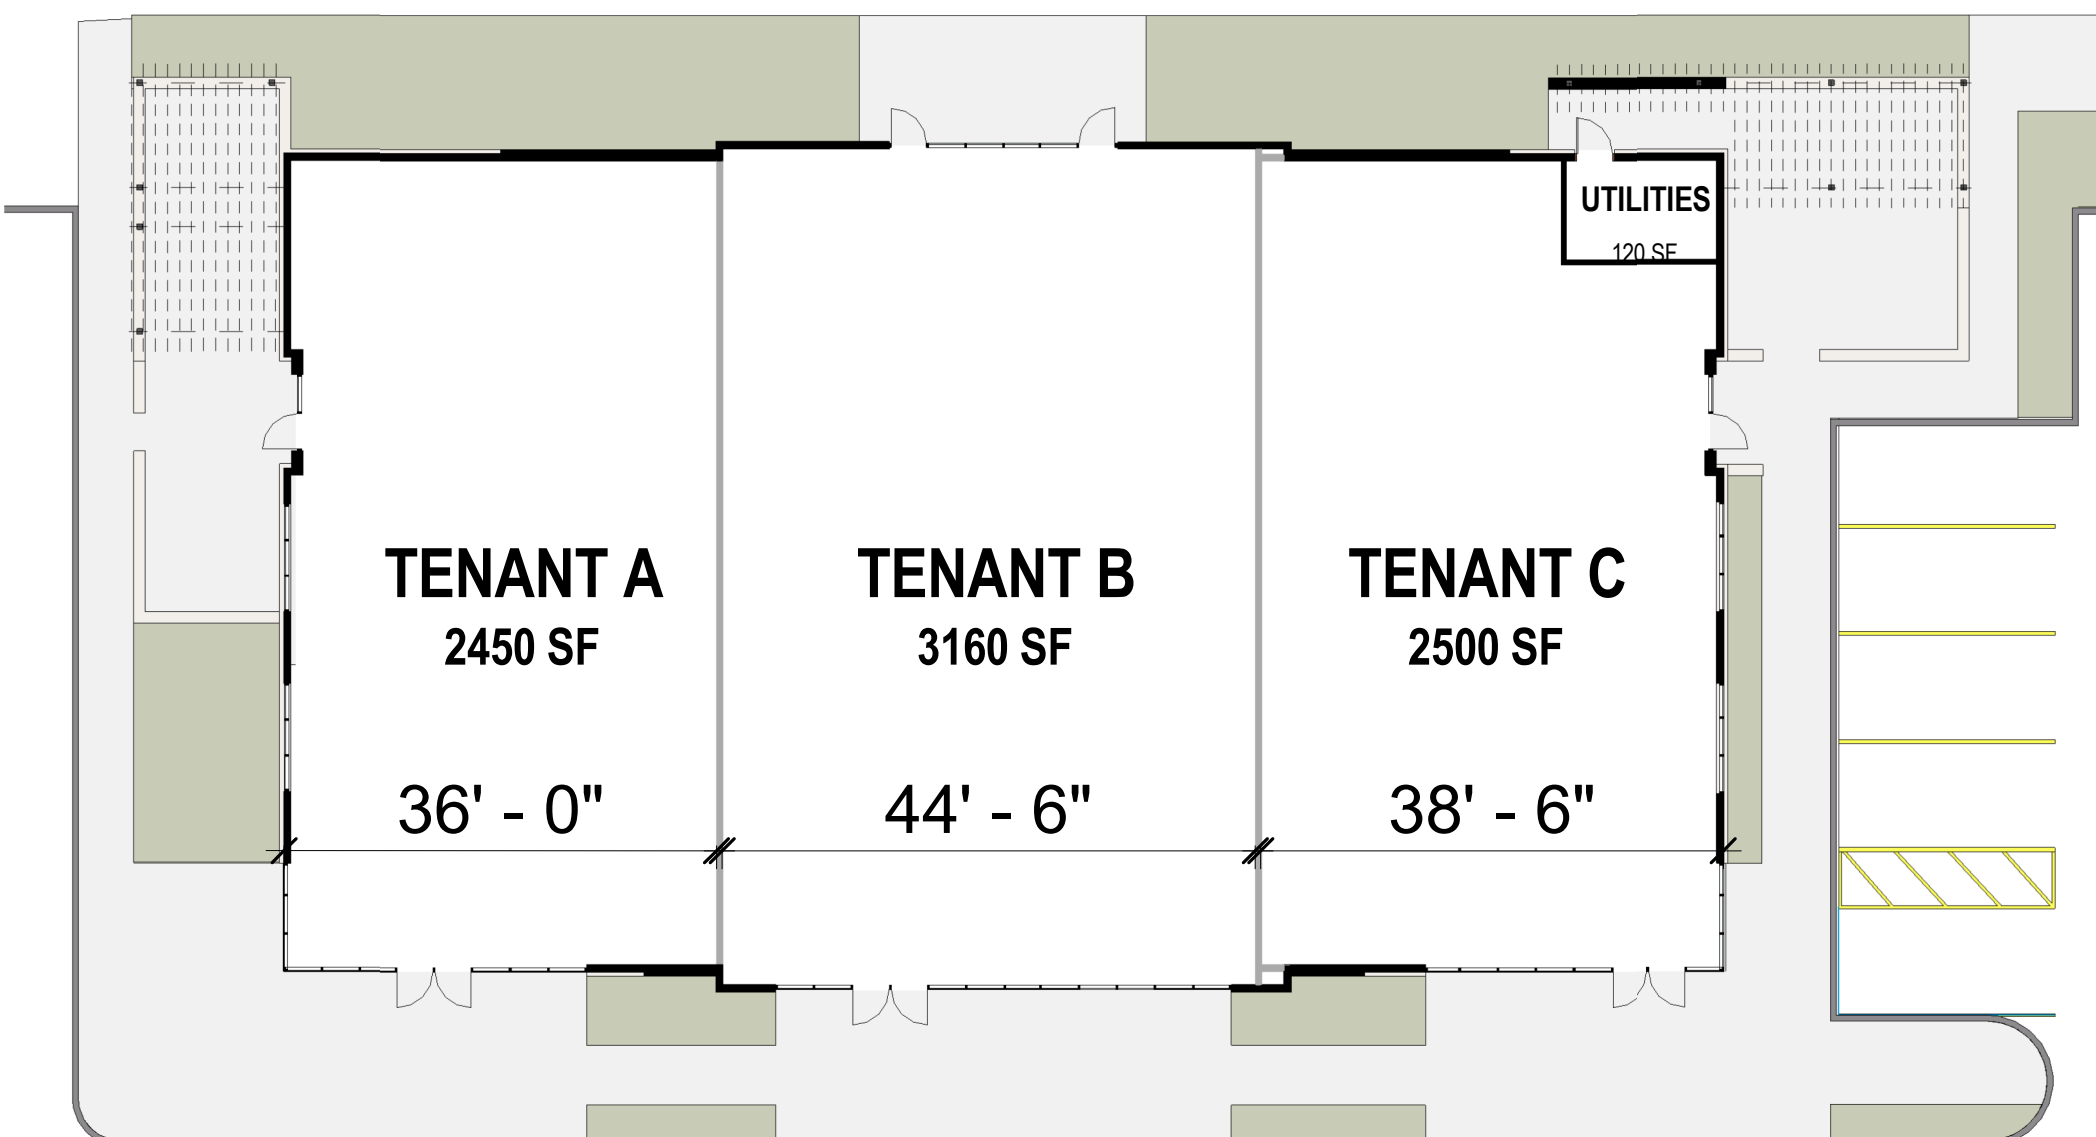 UTILITIES
120 SF
TENANT A
2450 SF
TENANT B
3160 SF
TENANT C
2500 SF
36' - 0"
44' - 6"
38' - 6"